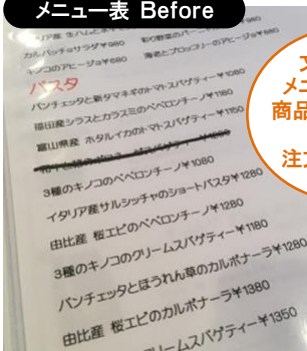 メニュー表 Before
カルパッチョサラダ¥980
キノコのアヒージョ¥680
海老とブロッコリーのアヒージョ¥680
パスタ
パンチェッタと新タマネギのトマトスパゲティー¥1080
福田産シラスとカラスミのペペロンチーノ¥1180
富山県産 ホタルイカのトマトスパゲティー¥1150
3種のキノコのペペロンチーノ¥1080
イタリア産サルシッチャのショートパスタ¥1280
由比産 桜エビのペペロンチーノ¥1280
3種のキノコのクリームスパゲティー¥1180
パンチェッタとほうれん草のカルボナーラ¥1280
由比産 桜エビのカルボナーラ¥1380
リームスパゲティー¥1350
メニ
商品
注